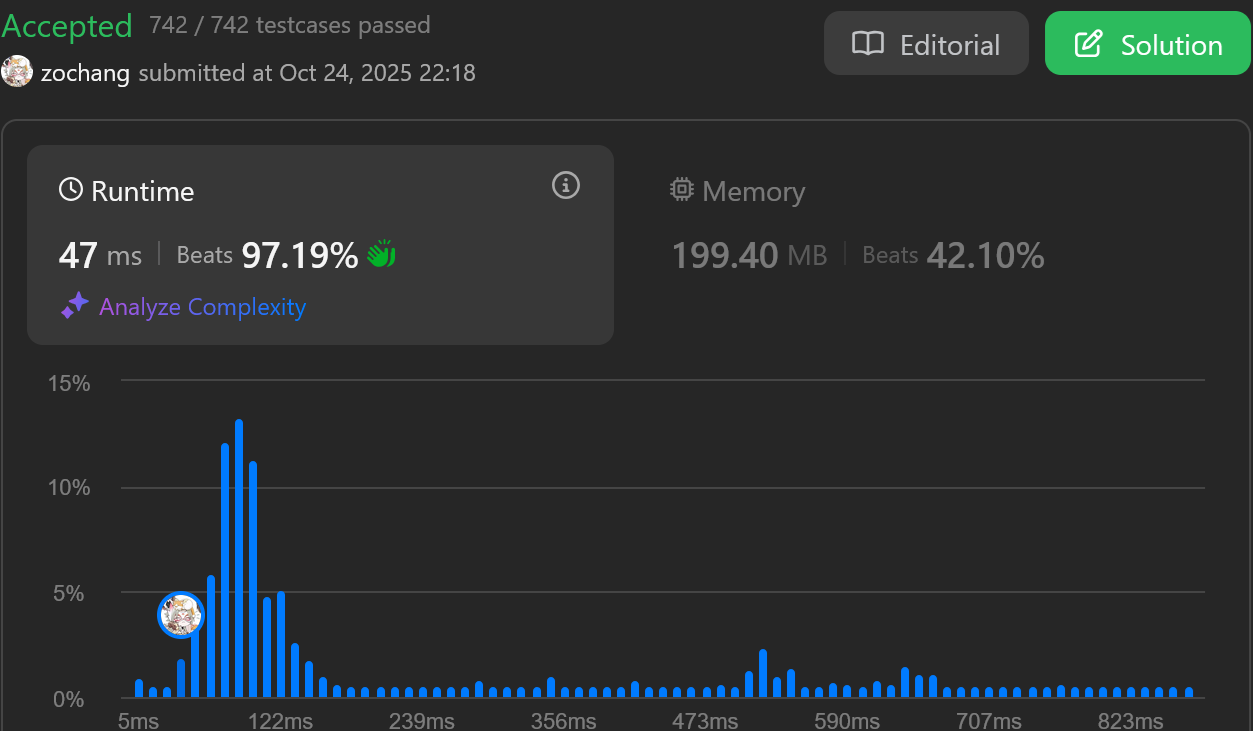 Accepted 742 / 742 testcases passed
Editorial
Solution
zochang submitted at Oct 24, 2025 22:18
Runtime
47 ms | Beats 97.19%
Analyze Complexity
Memory
199.40 MB | Beats 42.10%
15%
10%
5%
0%
5ms 122ms 239ms 356ms 473ms 590ms 707ms 823ms